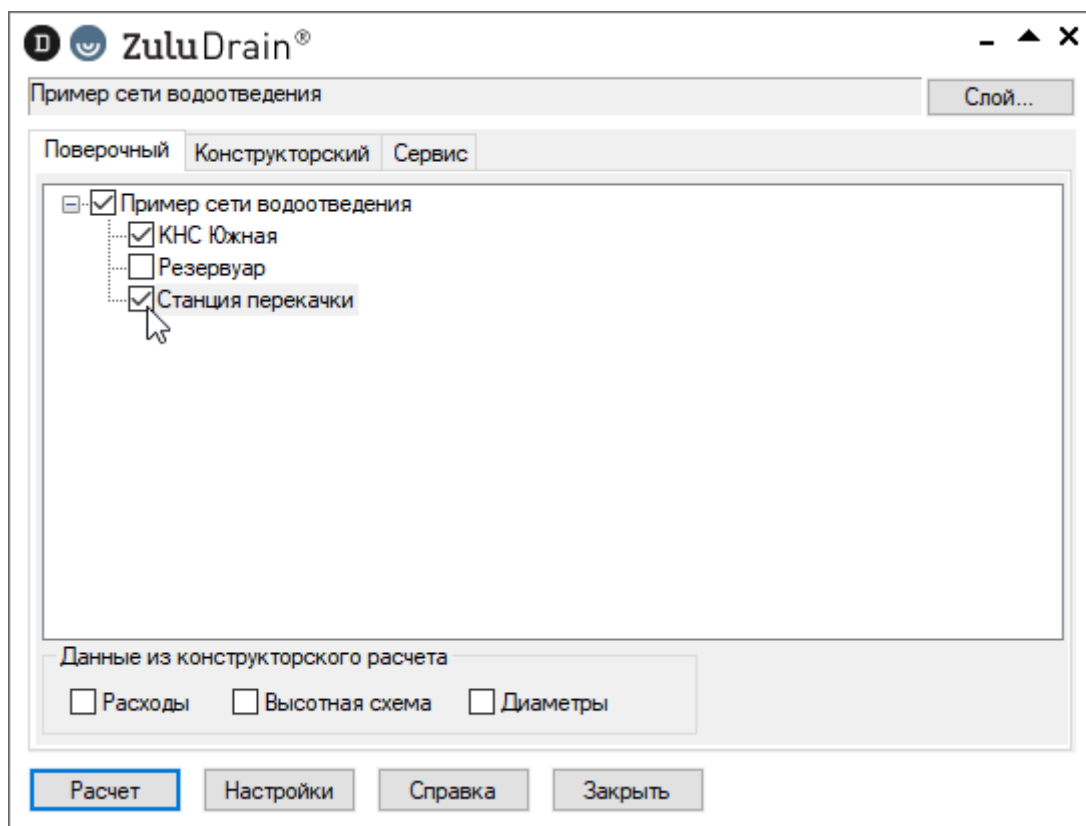 D ZuluDrain®
Пример сети водоотведения Слой...
Поверочный Конструкторский Сервис
Пример сети водоотведения
КНС Южная
Резервуар
Станция перекачки
Данные из конструкторского расчета
Расходы Высотная схема Диаметры
Расчет Настройки Справка Закрыть